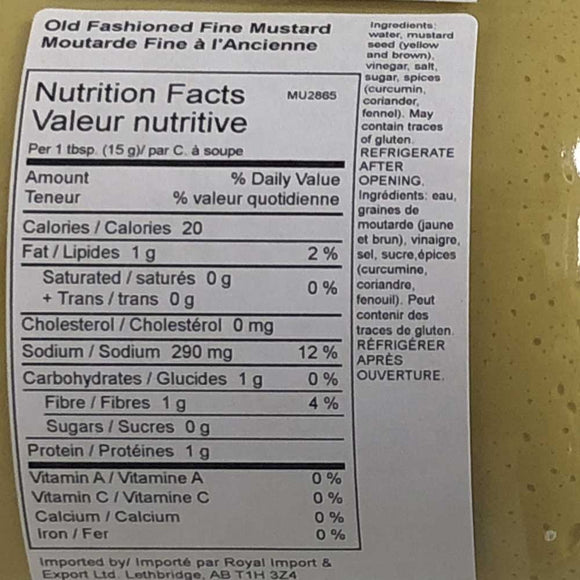 Old Fashioned Fine Mustard
Moutarde Fine à l'Ancienne
Nutrition Facts
MU2865
Valeur nutritive
Per 1 tbsp. (15 g)/ par C. à soupe
Amount % Daily Value
Teneur % valeur quotidienne
Calories / Calories 20
Fat / Lipides 1 g 2 %
Saturated / saturés 0 g
+ Trans / trans 0 g
0 %
Cholesterol / Cholestérol 0 mg
Sodium / Sodium 290 mg 12 %
Carbohydrates / Glucides 1 g 0 %
Fibre / Fibres 1 g 4 %
Sugars / Sucres 0 g
Protein / Protéines 1 g
Vitamin A / Vitamine A 0 %
Vitamin C / Vitamine C 0 %
Calcium / Calcium 0 %
Iron / Fer 0 %
Imported by/ Importé par Royal Import &
Export Ltd. Lethbridge, AB T1H 3Z4
Ingredients:
water, mustard
seed (yellow
and brown),
vinegar, salt,
sugar, spices
(curcumin,
coriander,
fennel). May
contain traces
of gluten.
REFRIGERATE
AFTER
OPENING.
Ingrédients: eau,
graines de
moutarde (jaune
et brun), vinaigre,
sel, sucre,épices
(curcumine,
coriandre,
fenouil). Peut
contenir des
traces de gluten.
RÉFRIGÉRER
APRÈS
OUVERTURE.